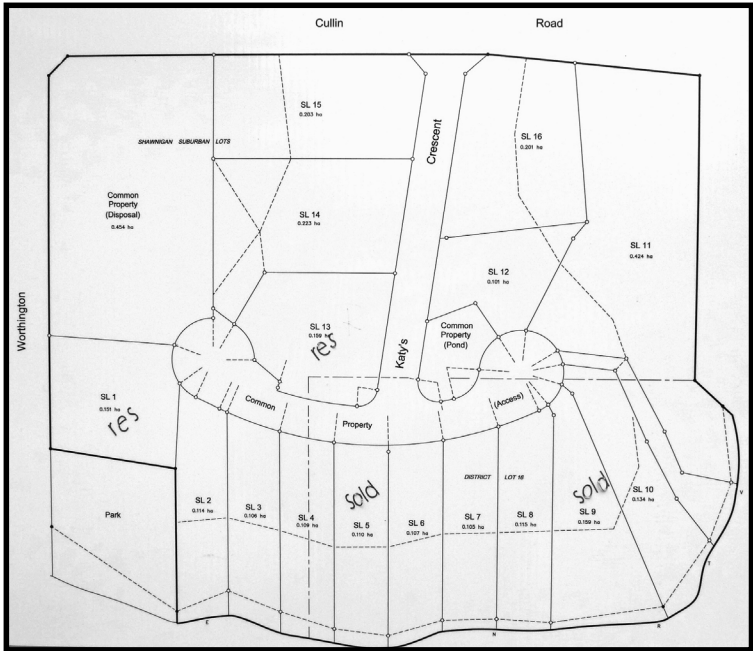 Cullin Road
SL 15
0.203 ha
Crescent
SL 16
0.201 ha
SHAWNIGAN SUBURBAN LOTS
Common
Property
(Disposal)
0.454 ha
SL 14
0.223 ha
SL 11
0.424 ha
SL 12
0.101 ha
Worthington
SL 13
0.159 ha
res
Common
Property
(Pond)
Katy's
SL 1
0.151 ha
res
Common Property (Access)
DISTRICT LOT 16
Park
SL 2
0.114 ha
SL 3
0.106 ha
SL 4
0.109 ha
sold
SL 5
0.110 ha
SL 6
0.107 ha
SL 7
0.105 ha
SL 8
0.115 ha
sold
SL 9
0.159 ha
SL 10
0.134 ha
V
T
E
N
R